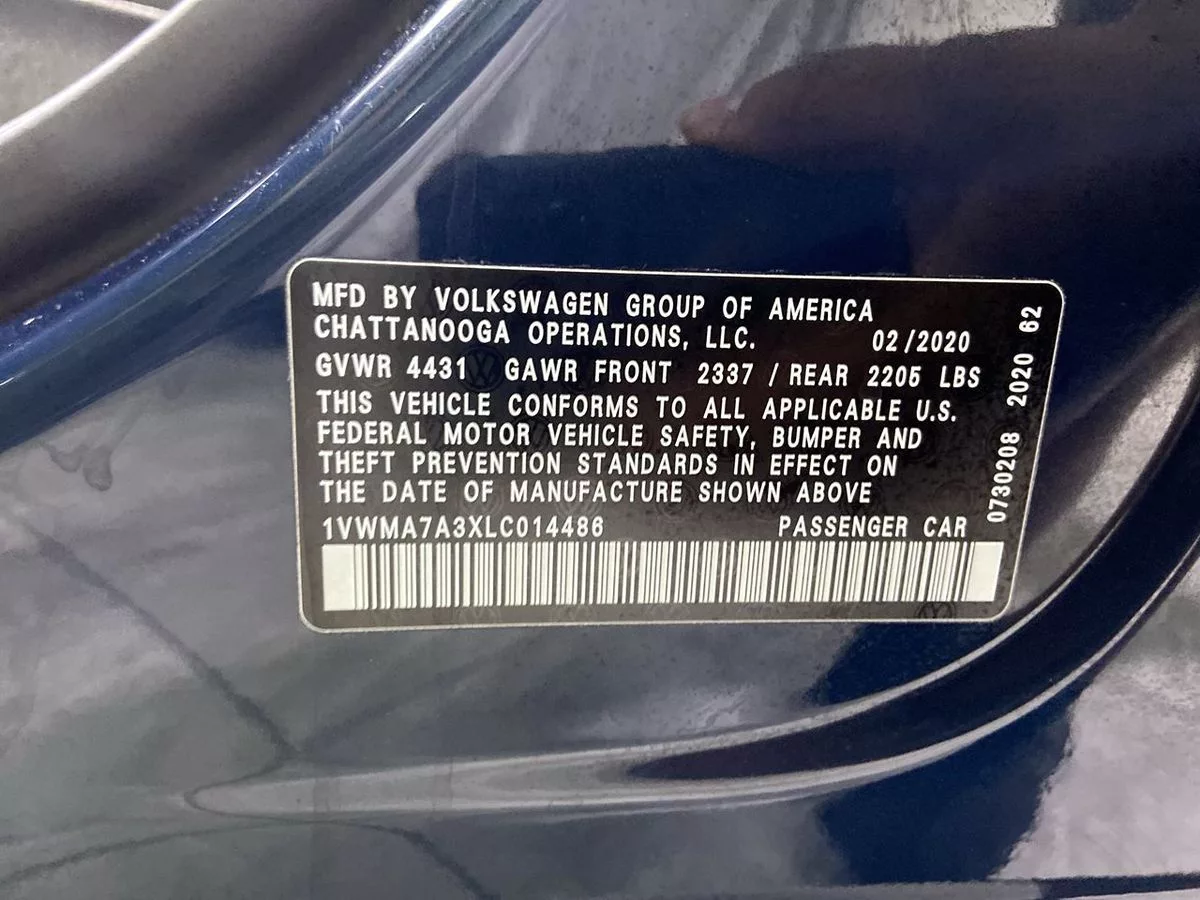 MFD BY VOLKSWAGEN GROUP OF AMERICA
CHATTANOOGA OPERATIONS, LLC. 02/2020
GVWR 4431 GAWR FRONT 2337 / REAR 2205 LBS
THIS VEHICLE CONFORMS TO ALL APPLICABLE U.S.
FEDERAL MOTOR VEHICLE SAFETY, BUMPER AND
THEFT PREVENTION STANDARDS IN EFFECT ON
THE DATE OF MANUFACTURE SHOWN ABOVE
1VWMA7A3XLC014486 PASSENGER CAR
0730208 2020 62